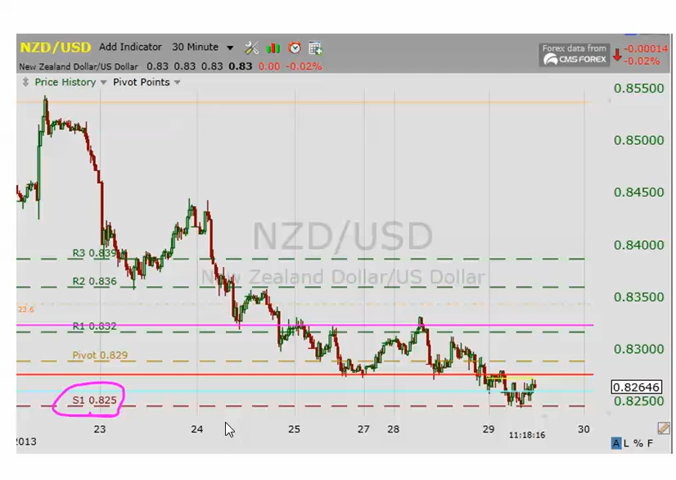 NZD/USD Add Indicator 30 Minute
Forex data from
CMS FOREX
-0.00014
-0.02%
New Zealand Dollar/US Dollar 0.83 0.83 0.83 0.83 0.00 -0.02%
Price History Pivot Points
0.85500
0.85000
0.84500
0.84000
0.83500
0.83000
0.82646
0.82500
NZD/USD
New Zealand Dollar/US Dollar
R3 0.839
R2 0.836
23.6
R1 0.832
Pivot 0.829
S1 0.825
2013 23 24 25 27 28 29 30
11:18:16
A L % F